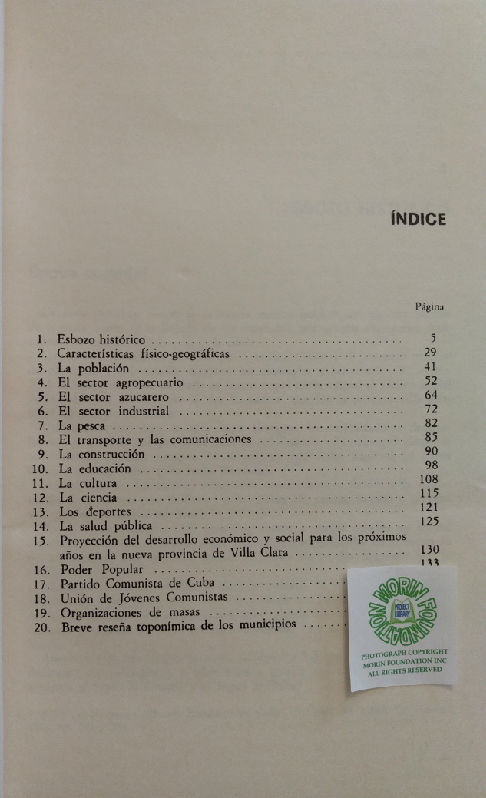 ÍNDICE
Página
1. Esbozo histórico ........................................ 5
2. Características físico-geográficas ........................... 29
3. La población ........................................... 41
4. El sector agropecuario .................................. 52
5. El sector azucarero ..................................... 64
6. El sector industrial ..................................... 72
7. La pesca .............................................. 82
8. El transporte y las comunicaciones ....................... 85
9. La construcción ........................................ 90
10. La educación .......................................... 98
11. La cultura ............................................ 108
12. La ciencia ............................................ 115
13. Los deportes .......................................... 121
14. La salud pública ....................................... 125
15. Proyección del desarrollo económico y social para los próximos
años en la nueva provincia de Villa Clara .................. 130
16. Poder Popular ......................................... 133
17. Partido Comunista de Cuba .............................
18. Unión de Jóvenes Comunistas ...................
19. Organizaciones de masas .......................
20. Breve reseña toponímica de los municipios .......
MORIN FOUNDATION
PROJECT
LIBRARY
PHOTOGRAPH COPYRIGHT
MORIN FOUNDATION INC
ALL RIGHTS RESERVED